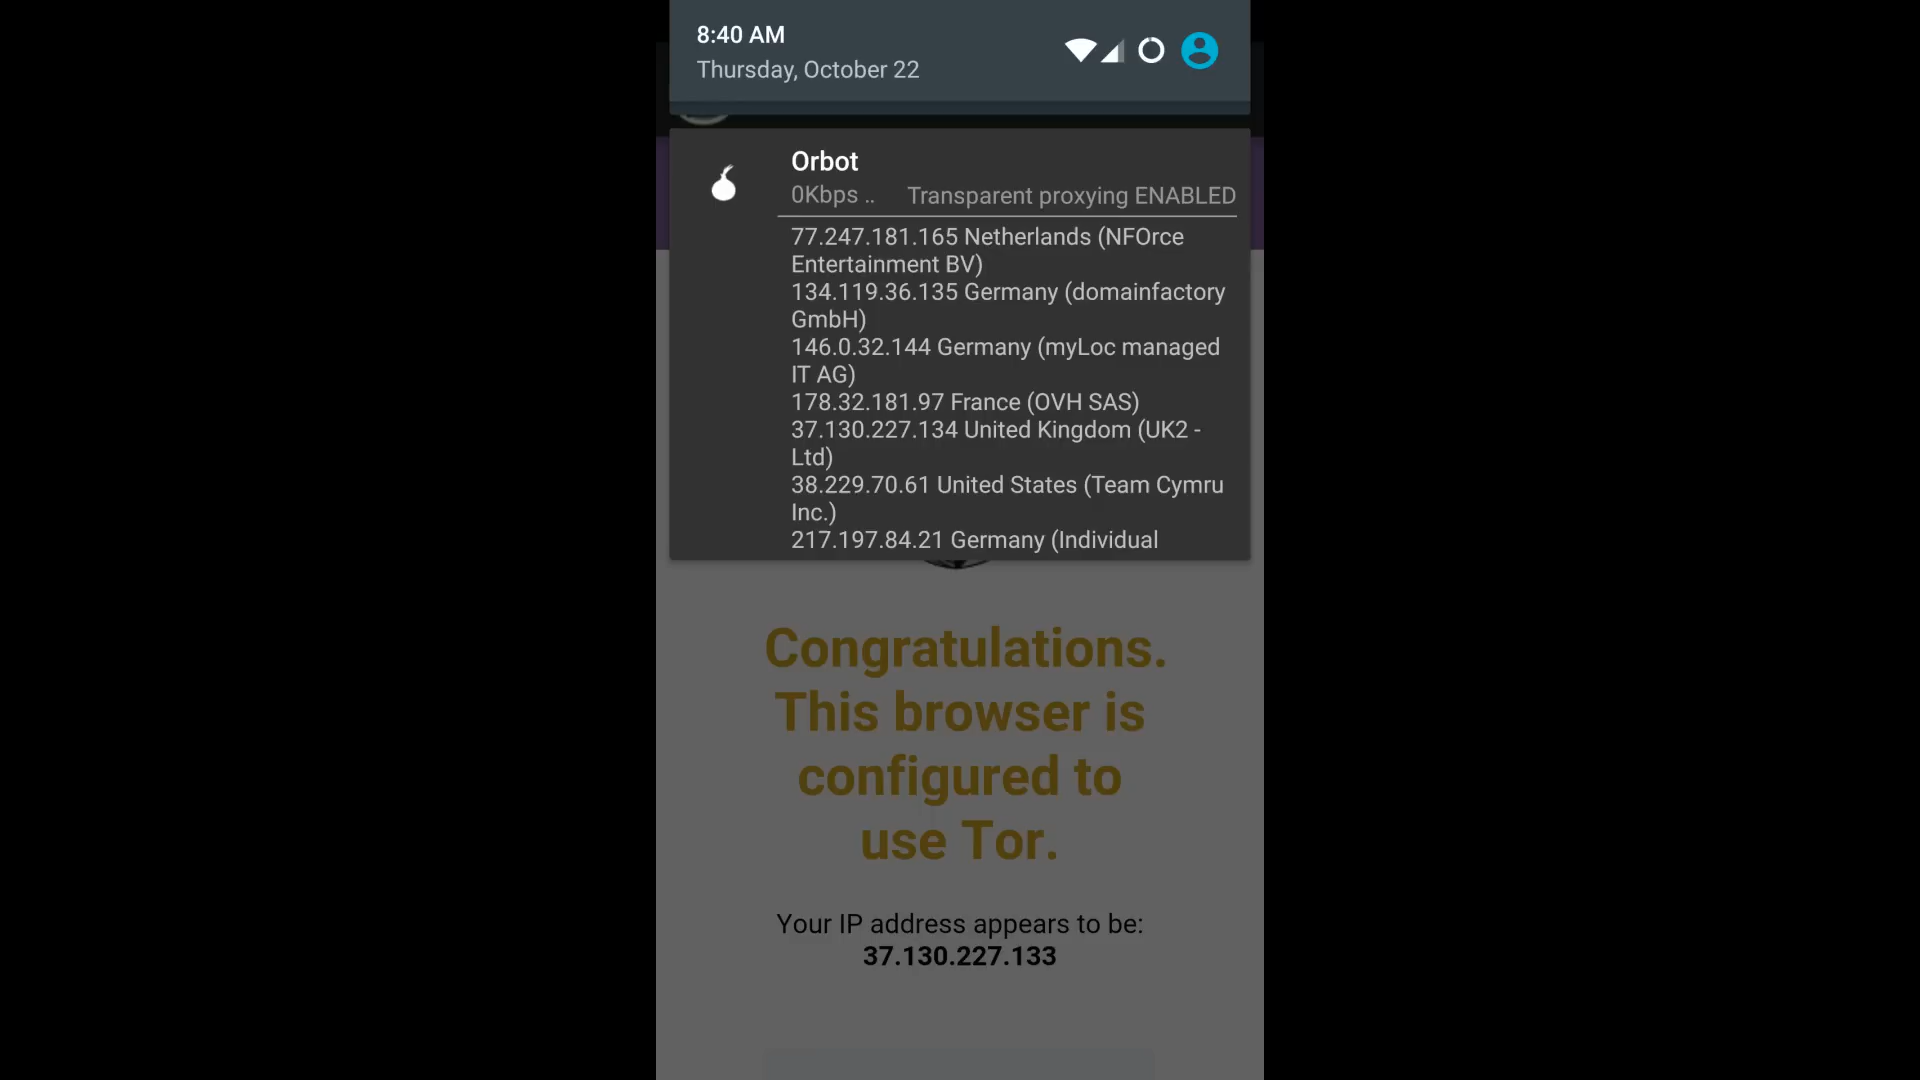 8:40 AM
Thursday, October 22
Orbot
0Kbps .. Transparent proxying ENABLED
77.247.181.165 Netherlands (NFOrce
Entertainment BV)
134.119.36.135 Germany (domainfactory
GmbH)
146.0.32.144 Germany (myLoc managed
IT AG)
178.32.181.97 France (OVH SAS)
37.130.227.134 United Kingdom (UK2 -
Ltd)
38.229.70.61 United States (Team Cymru
Inc.)
217.197.84.21 Germany (Individual
Congratulations.
This browser is
configured to
use Tor.
Your IP address appears to be:
37.130.227.133